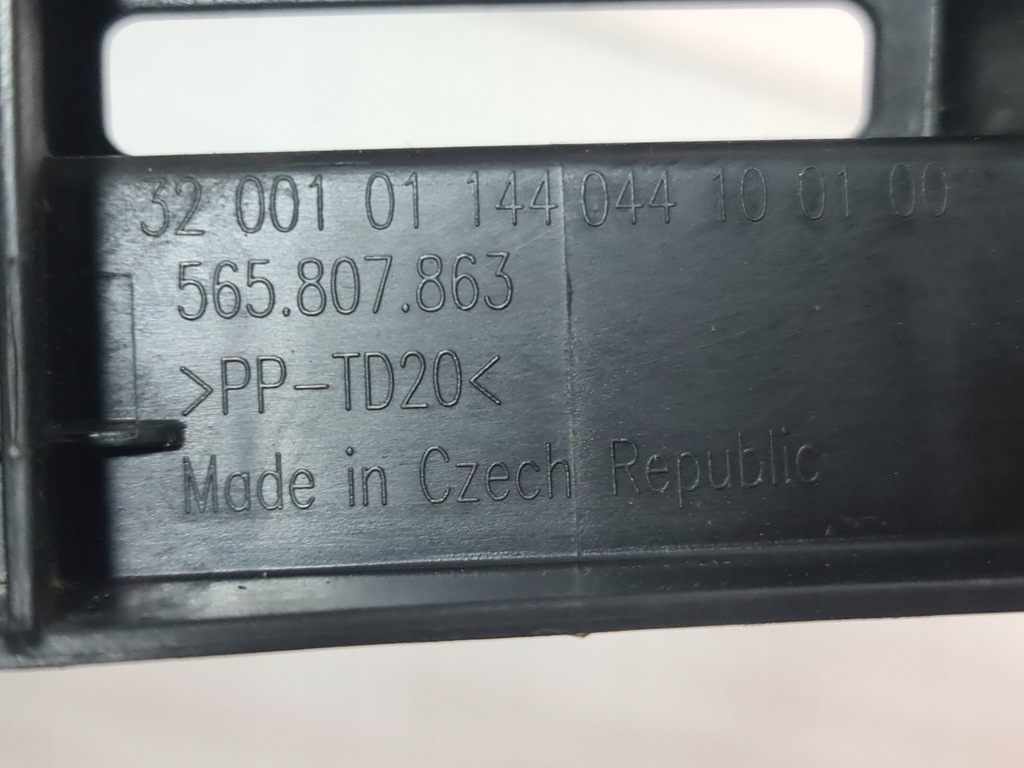 32 001 01 144 044 10 01 00
565.807.863
>PP-TD20<
Made in Czech Republic